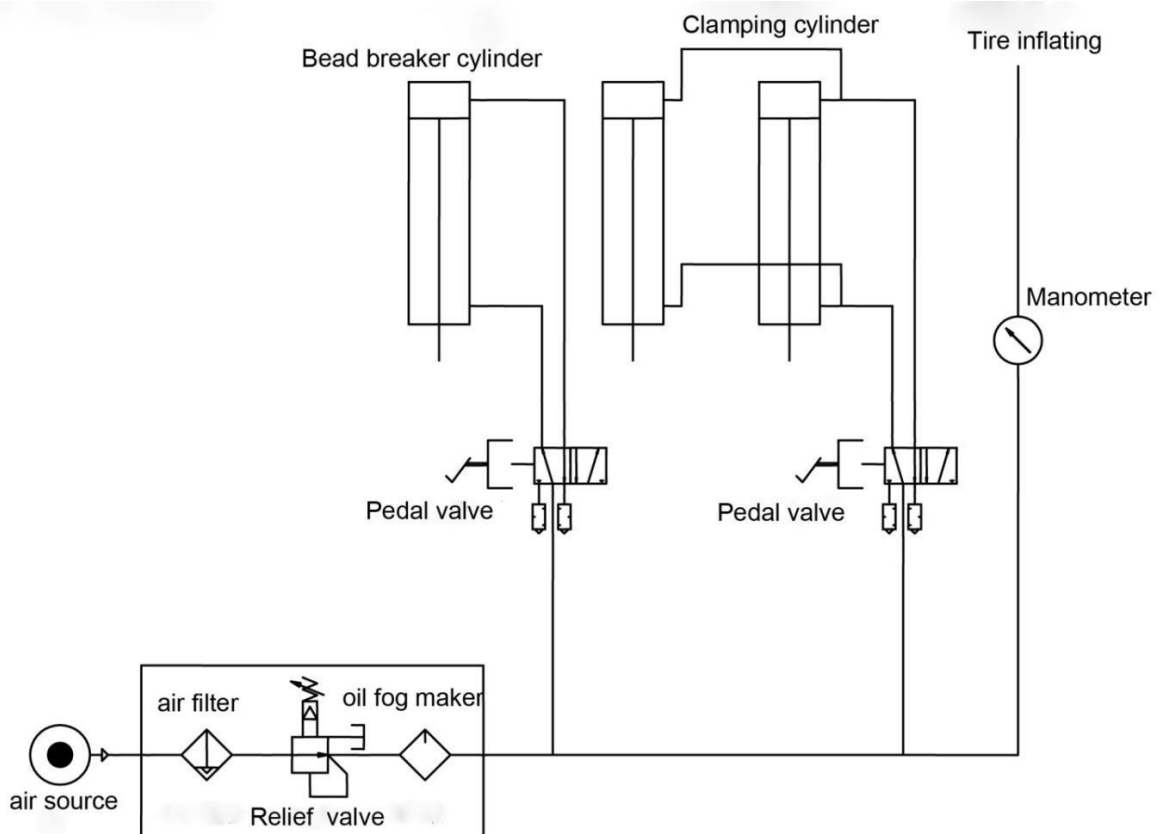 Clamping cylinder
Bead breaker cylinder
Tire inflating
Manometer
Pedal valve
Pedal valve
air filter
oil fog maker
air source
Relief valve